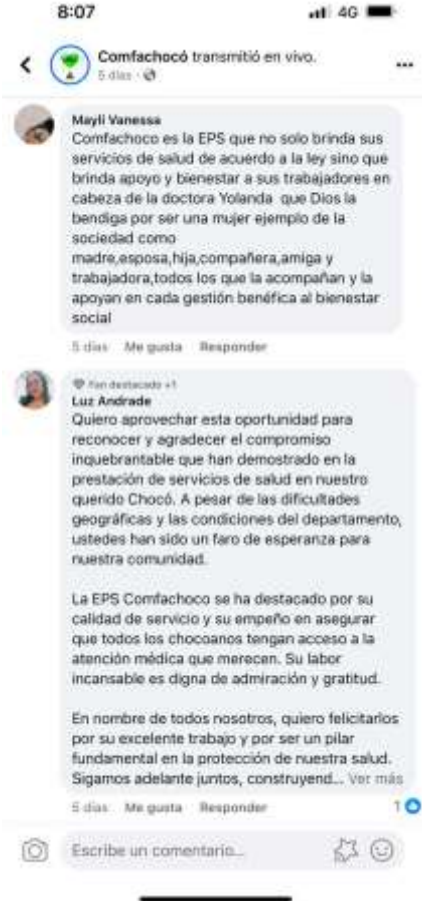 8:07
4G
Comfachocó transmitió en vivo.
5 días
Mayli Vanessa
Comfachoco es la EPS que no solo brinda sus
servicios de salud de acuerdo a la ley sino que
brinda apoyo y bienestar a sus trabajadores en
cabeza de la doctora Yolanda que Dios la
bendiga por ser una mujer ejemplo de la
sociedad como
madre,esposa,hija,compañera,amiga y
trabajadora,todos los que la acompañan y la
apoyan en cada gestión benéfica al bienestar
social
5 días Me gusta Responder
Fan destacado +1
Luz Andrade
Quiero aprovechar esta oportunidad para
reconocer y agradecer el compromiso
inquebrantable que han demostrado en la
prestación de servicios de salud en nuestro
querido Chocó. A pesar de las dificultades
geográficas y las condiciones del departamento,
ustedes han sido un faro de esperanza para
nuestra comunidad.
La EPS Comfachoco se ha destacado por su
calidad de servicio y su empeño en asegurar
que todos los chocoanos tengan acceso a la
atención médica que merecen. Su labor
incansable es digna de admiración y gratitud.
En nombre de todos nosotros, quiero felicitarlos
por su excelente trabajo y por ser un pilar
fundamental en la protección de nuestra salud.
Sigamos adelante juntos, construyend... Ver más
5 días Me gusta Responder 1
Escribe un comentario...